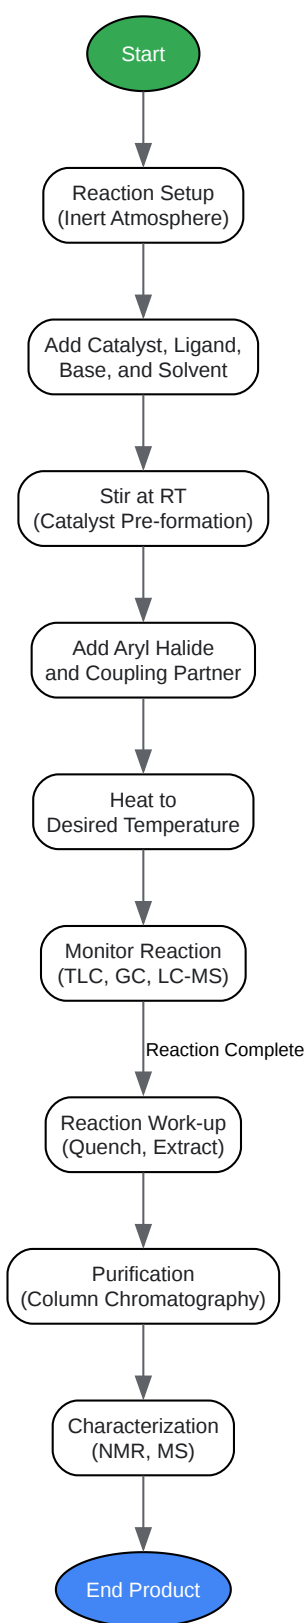 Start
Reaction Setup
(Inert Atmosphere)
Add Catalyst, Ligand,
Base, and Solvent
Stir at RT
(Catalyst Pre-formation)
Add Aryl Halide
and Coupling Partner
Heat to
Desired Temperature
Monitor Reaction
(TLC, GC, LC-MS)
Reaction Complete
Reaction Work-up
(Quench, Extract)
Purification
(Column Chromatography)
Characterization
(NMR, MS)
End Product